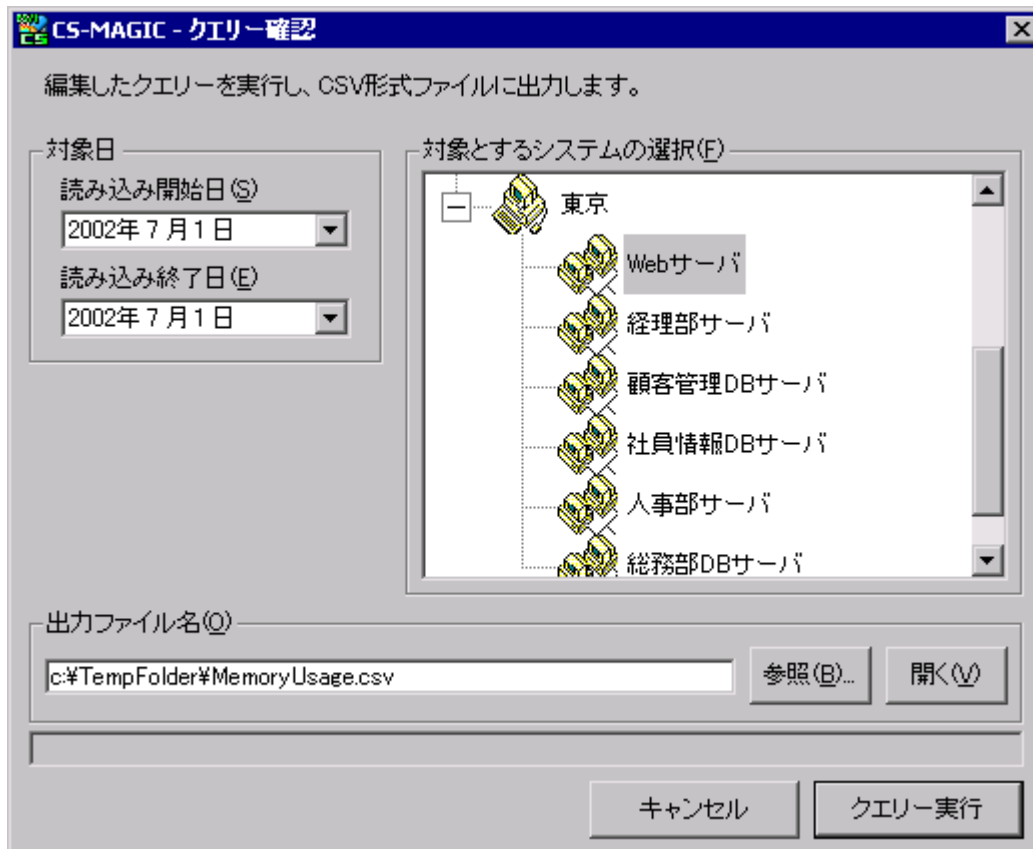 CS-MAGIC - クエリー確認
編集したクエリーを実行し、CSV形式ファイルに出力します。
対象日
読み込み開始日(S)
2002年 7月 1日
読み込み終了日(E)
2002年 7月 1日
対象とするシステムの選択(F)
東京
Webサーバ
経理部サーバ
顧客管理DBサーバ
社員情報DBサーバ
人事部サーバ
総務部DBサーバ
出力ファイル名(O)
c:¥TempFolder¥MemoryUsage.csv
参照(B)...
開く(V)
キャンセル
クエリー実行